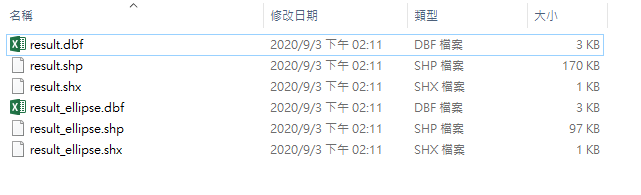 名稱 修改日期 類型 大小
result.dbf 2020/9/3 下午 02:11 DBF 檔案 3 KB
result.shp 2020/9/3 下午 02:11 SHP 檔案 170 KB
result.shx 2020/9/3 下午 02:11 SHX 檔案 1 KB
result_ellipse.dbf 2020/9/3 下午 02:11 DBF 檔案 3 KB
result_ellipse.shp 2020/9/3 下午 02:11 SHP 檔案 97 KB
result_ellipse.shx 2020/9/3 下午 02:11 SHX 檔案 1 KB